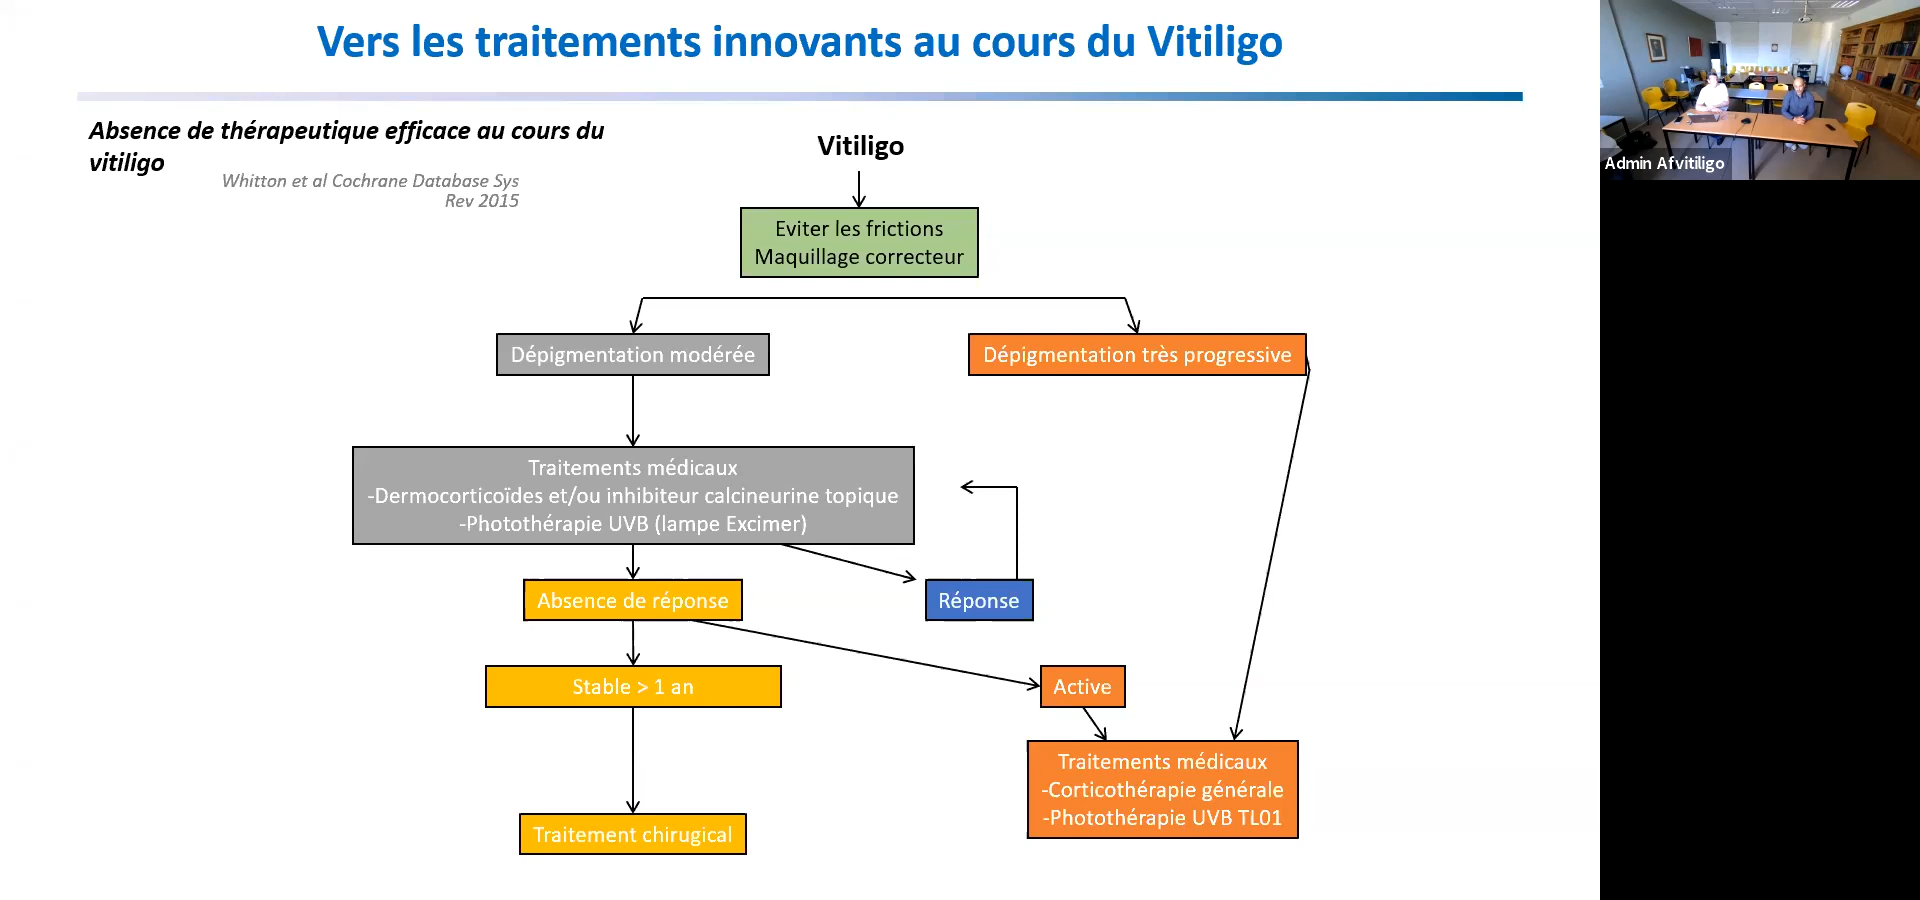 Vers les traitements innovants au cours du Vitiligo
Absence de thérapeutique efficace au cours du
vitiligo
Whitton et al Cochrane Database Sys
Rev 2015
Vitiligo
Eviter les frictions
Maquillage correcteur
Dépigmentation modérée
Dépigmentation très progressive
Traitements médicaux
-Dermocorticoïdes et/ou inhibiteur calcineurine topique
-Photothérapie UVB (lampe Excimer)
Absence de réponse
Réponse
Stable > 1 an
Active
Traitements médicaux
-Corticothérapie générale
-Photothérapie UVB TL01
Traitement chirugical
Admin Afvitiligo